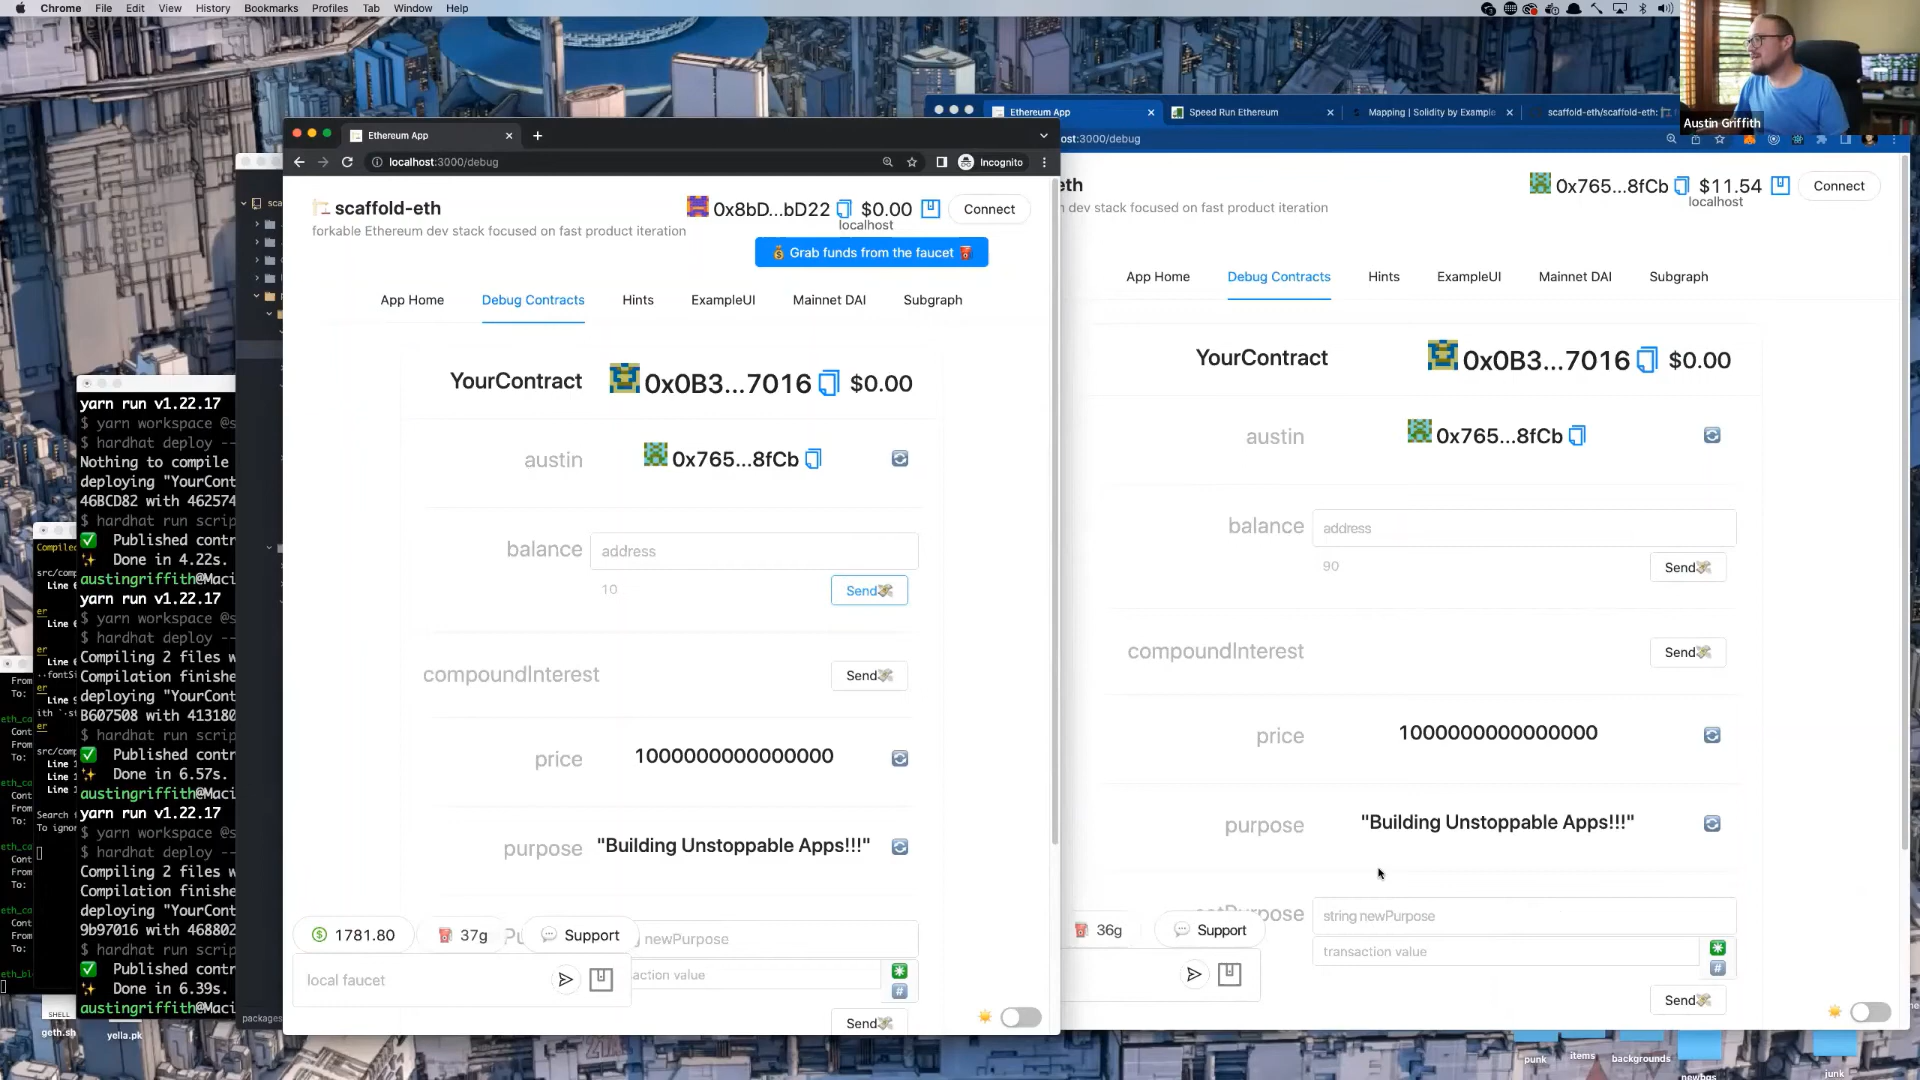 Chrome File Edit View History Bookmarks Profiles Tab Window Help
Austin Griffith
Ethereum App
Speed Run Ethereum
Mapping | Solidity by Example
scaffold-eth/scaffold-eth:
Ethereum App
localhost:3000/debug
Incognito
st:3000/debug
scaffold-eth
forkable Ethereum dev stack focused on fast product iteration
0x8bD...bD22 $0.00
localhost
Connect
Grab funds from the faucet
App Home Debug Contracts Hints ExampleUI Mainnet DAI Subgraph
YourContract 0x0B3...7016 $0.00
austin 0x765...8fCb
balance address
10 Send
compoundInterest Send
price 1000000000000000
purpose "Building Unstoppable Apps!!!"
1781.80 37g Support newPurpose
local faucet action value
#
Send
eth
dev stack focused on fast product iteration
0x765...8fCb $11.54
localhost
Connect
App Home Debug Contracts Hints ExampleUI Mainnet DAI Subgraph
YourContract 0x0B3...7016 $0.00
austin 0x765...8fCb
balance address
90 Send
compoundInterest Send
price 1000000000000000
purpose "Building Unstoppable Apps!!!"
setPurpose string newPurpose
36g Support
transaction value
#
Send
yarn run v1.22.17
$ yarn workspace @s
$ hardhat deploy --
Nothing to compile
deploying "YourCont
46BCD82 with 462574
$ hardhat run scrip
Published contr
Done in 4.22s.
austingriffith@Maci
yarn run v1.22.17
$ yarn workspace @s
$ hardhat deploy --
Compiling 2 files w
Compilation finishe
deploying "YourCont
B607508 with 413180
$ hardhat run scrip
Published contr
Done in 6.57s.
austingriffith@Maci
yarn run v1.22.17
$ yarn workspace @s
$ hardhat deploy --
Compiling 2 files w
Compilation finishe
deploying "YourCont
9b97016 with 468802
$ hardhat run scrip
Published contr
Done in 6.39s.
austingriffith@Maci
packages
SHELL
geth.sh
yella.pk
punk
items
backgrounds
newbgs
junk